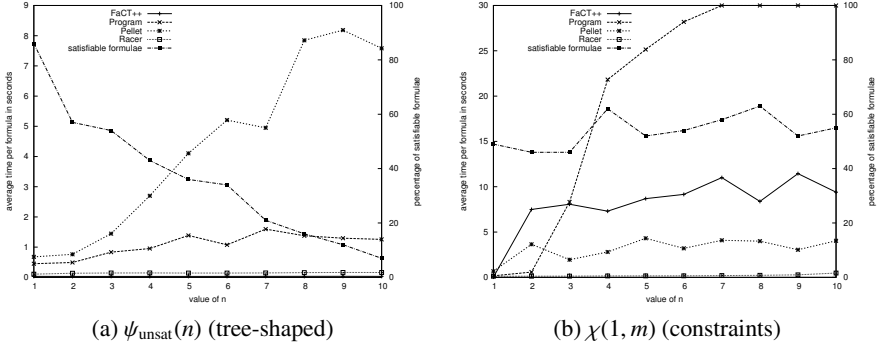 FaCT++
Program
Pellet
Racer
satisfiable formulae
average time per formula in seconds
9
8
7
6
5
4
3
2
1
0
percentage of satisfiable formulae
100
80
60
40
20
0
1 2 3 4 5 6 7 8 9 10
value of n
(a) ψunsat(n) (tree-shaped)
FaCT++
Program
Pellet
Racer
satisfiable formulae
average time per formula in seconds
30
25
20
15
10
5
0
percentage of satisfiable formulae
100
80
60
40
20
0
1 2 3 4 5 6 7 8 9 10
value of n
(b) χ(1, m) (constraints)